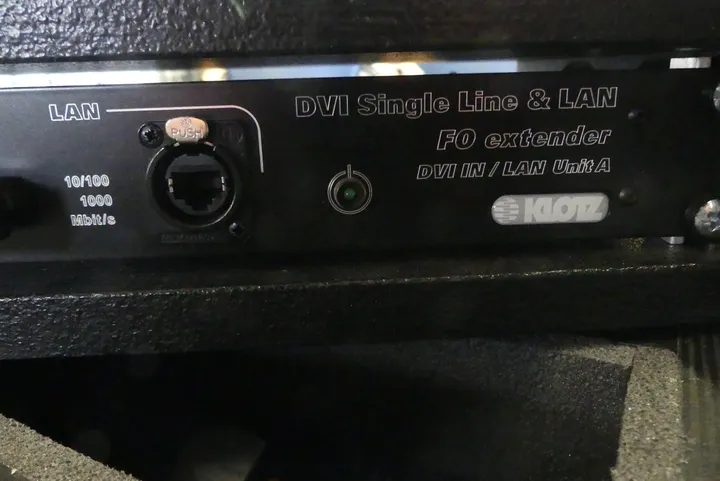 LAN
PUSH
10/100
1000
Mbit/s
DVI Single Line & LAN
FO extender
DVI IN / LAN Unit A
KLOTZ